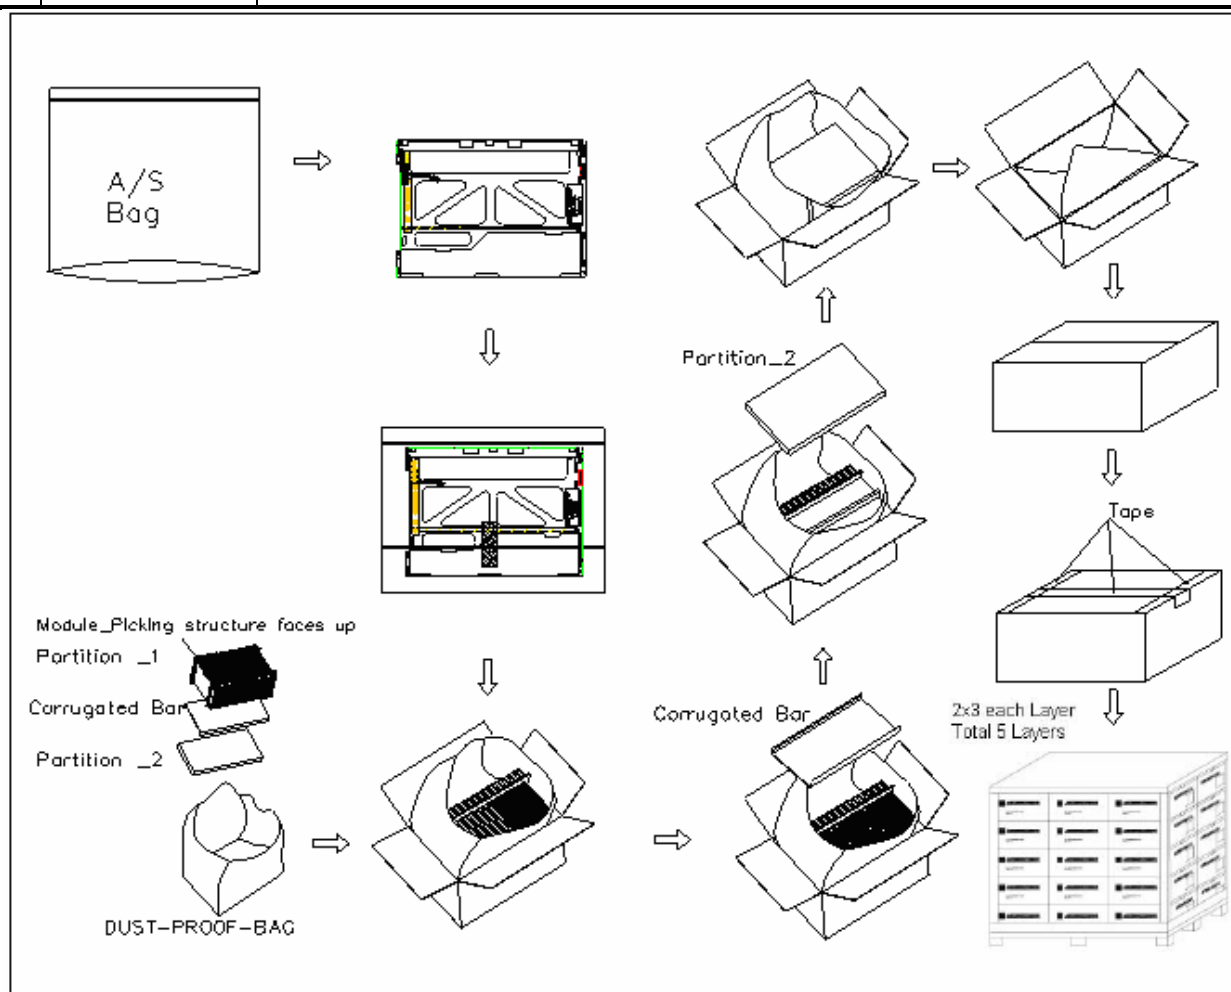 A/S
Bag
Module_Picking structure faces up
Partition _1
Corrugated Bar
Partition _2
DUST-PROOF-BAG
Corrugated Bar
Partition_2
Tape
2x3 each Layer
Total 5 Layers